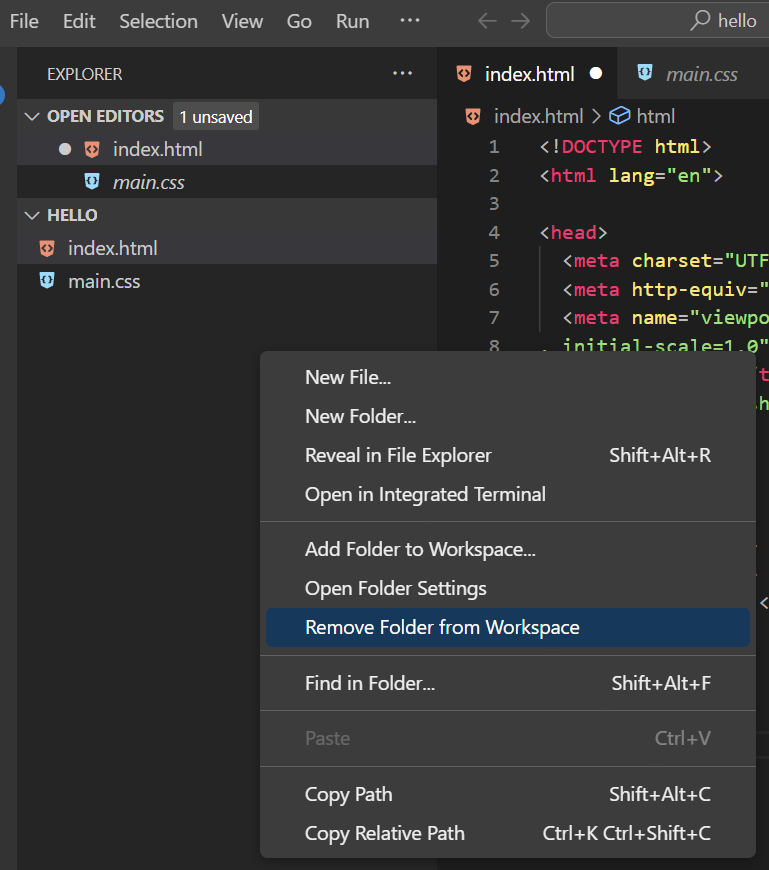 File Edit Selection View Go Run ··· hello
EXPLORER ···
OPEN EDITORS 1 unsaved
index.html
main.css
HELLO
index.html
main.css
index.html main.css
index.html > html
1 <!DOCTYPE html>
2 <html lang="en">
3
4 <head>
5 <meta charset="UTF
6 <meta http-equiv="
7 <meta name="viewpo
8 initial-scale=1.0"
New File...
New Folder...
Reveal in File Explorer Shift+Alt+R
Open in Integrated Terminal
Add Folder to Workspace...
Open Folder Settings
Remove Folder from Workspace
Find in Folder... Shift+Alt+F
Paste Ctrl+V
Copy Path Shift+Alt+C
Copy Relative Path Ctrl+K Ctrl+Shift+C